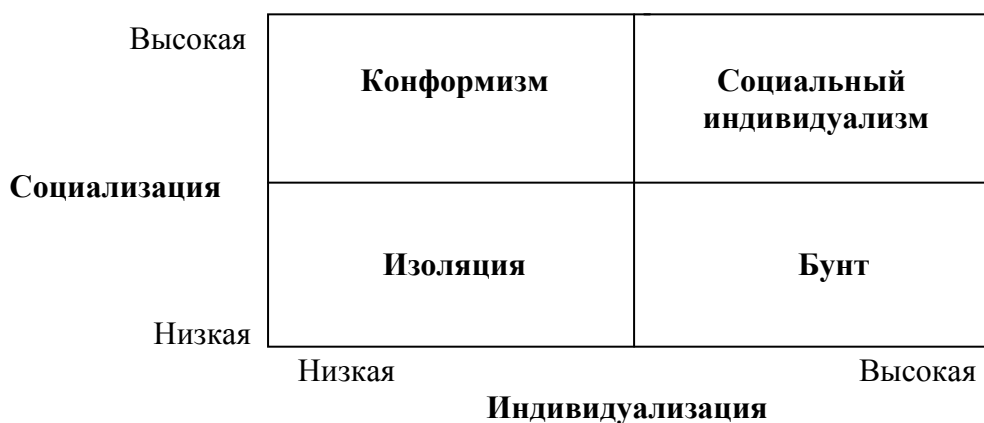 Высокая
Конформизм
Социальный
индивидуализм
Социализация
Изоляция
Бунт
Низкая
Низкая
Высокая
Индивидуализация